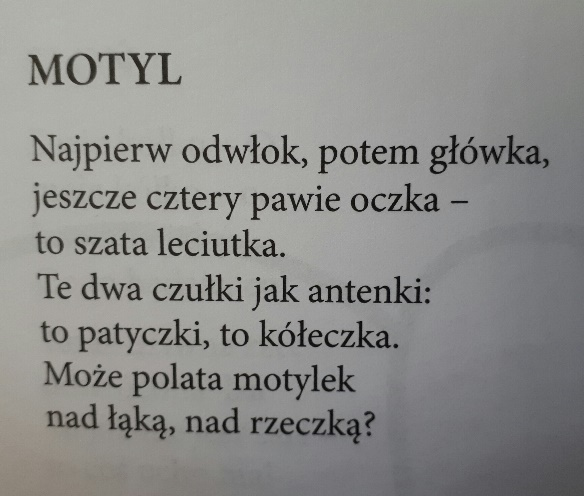 MOTYL
Najpierw odwłok, potem główka,
jeszcze cztery pawie oczka –
to szata leciutka.
Te dwa czułki jak antenki:
to patyczki, to kółeczka.
Może polata motylek
nad łąką, nad rzeczką?